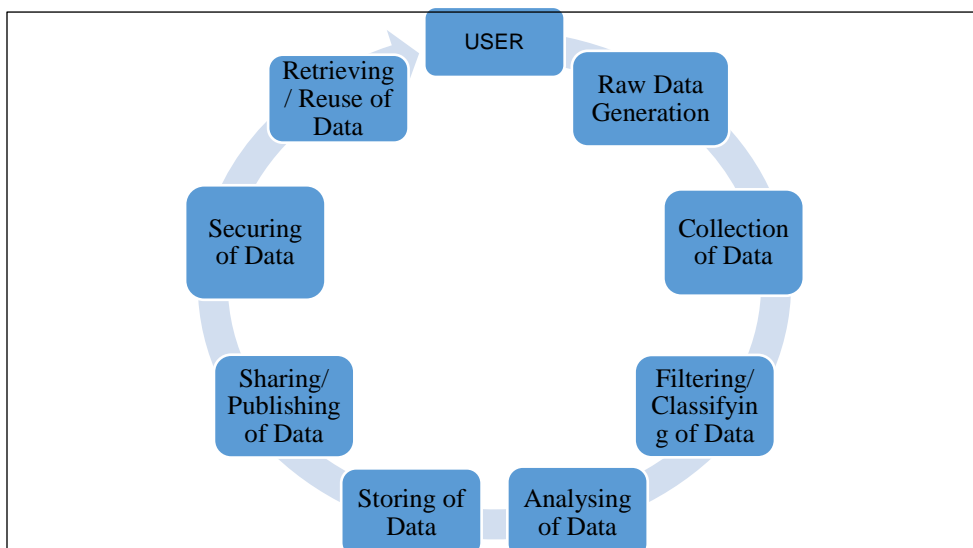 USER
Raw Data
Generation
Collection
of Data
Filtering/
Classifyin
g of Data
Analysing
of Data
Storing of
Data
Sharing/
Publishing
of Data
Securing
of Data
Retrieving
/ Reuse of
Data